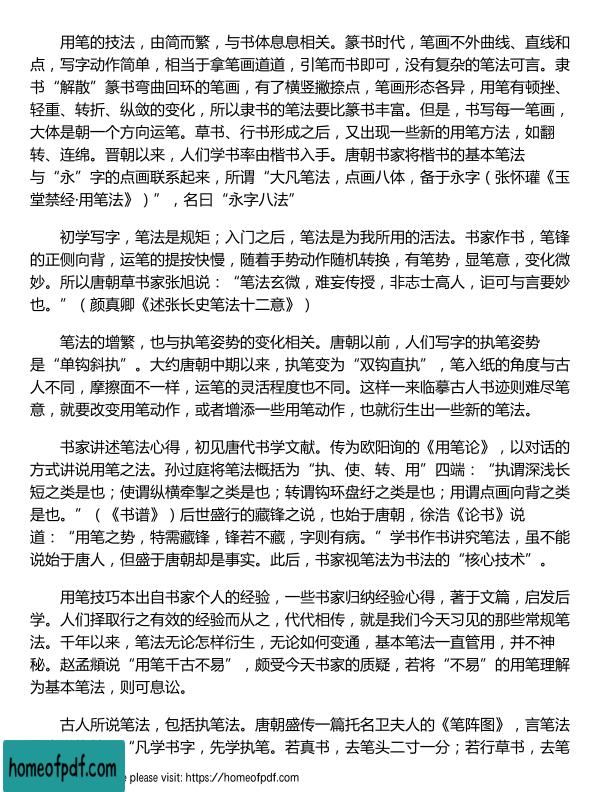 用笔的技法，由简而繁，与书体息息相关。篆书时代，笔画不外曲线、直线和
点，写字动作简单，相当于拿笔画道道，引笔而书即可，没有复杂的笔法可言。隶
书“解散”篆书弯曲回环的笔画，有了横竖撇捺点，笔画形态各异，用笔有顿挫、
轻重、转折、纵敛的变化，所以隶书的笔法要比篆书丰富。但是，书写每一笔画，
大体是朝一个方向运笔。草书、行书形成之后，又出现一些新的用笔方法，如翻
转、连绵。晋朝以来，人们学书率由楷书入手。唐朝书家将楷书的基本笔法
与“永”字的点画联系起来，所谓“大凡笔法，点画八体，备于永字（张怀瓘《玉
堂禁经·用笔法》）”，名曰“永字八法”
初学写字，笔法是规矩；入门之后，笔法是为我所用的活法。书家作书，笔锋
的正侧向背，运笔的提按快慢，随着手势动作随机转换，有笔势，显笔意，变化微
妙。所以唐朝草书家张旭说：“笔法玄微，难妄传授，非志士高人，讵可与言要妙
也。”（颜真卿《述张长史笔法十二意》）
笔法的增繁，也与执笔姿势的变化相关。唐朝以前，人们写字的执笔姿势
是“单钩斜执”。大约唐朝中期以来，执笔变为“双钩直执”，笔入纸的角度与古
人不同，摩擦面不一样，运笔的灵活程度也不同。这样一来临摹古人书迹则难尽笔
意，就要改变用笔动作，或者增添一些用笔动作，也就衍生出一些新的笔法。
书家讲述笔法心得，初见唐代书学文献。传为欧阳询的《用笔论》，以对话的
方式讲说用笔之法。孙过庭将笔法概括为“执、使、转、用”四端：“执谓深浅长
短之类是也；使谓纵横牵掣之类是也；转谓钩环盘纡之类是也；用谓点画向背之类
是也。”（《书谱》）后世盛行的藏锋之说，也始于唐朝，徐浩《论书》说
道：“用笔之势，特需藏锋，锋若不藏，字则有病。”学书作书讲究笔法，虽不能
说始于唐人，但盛于唐朝却是事实。此后，书家视笔法为书法的“核心技术”。
用笔技巧本出自书家个人的经验，一些书家归纳经验心得，著于文篇，启发后
学。人们择取行之有效的经验而从之，代代相传，就是我们今天习见的那些常规笔
法。千年以来，笔法无论怎样衍生，无论如何变通，基本笔法一直管用，并不神
秘。赵孟頫说“用笔千古不易”，颇受今天书家的质疑，若将“不易”的用笔理解
为基本笔法，则可息讼。
古人所说笔法，包括执笔法。唐朝盛传一篇托名卫夫人的《笔阵图》，言笔法
“凡学书字，先学执笔。若真书，去笔头二寸一分；若行草书，去笔
homeofpdf.com
please visit: https://homeofpdf.com